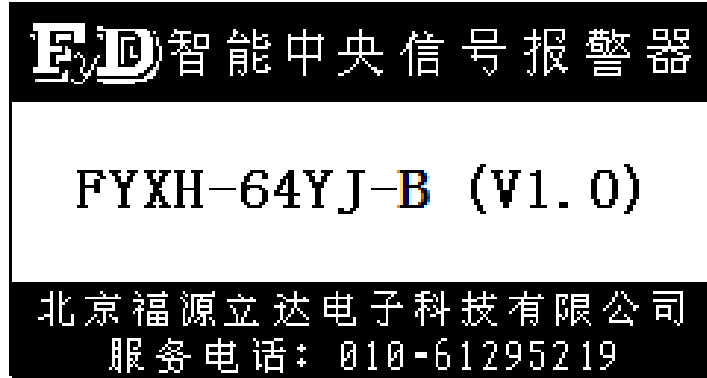 FyD智能中央信号报警器
FYXH-64YJ-B (V1.0)
北京福源立达电子科技有限公司
服务电话: 010-61295219